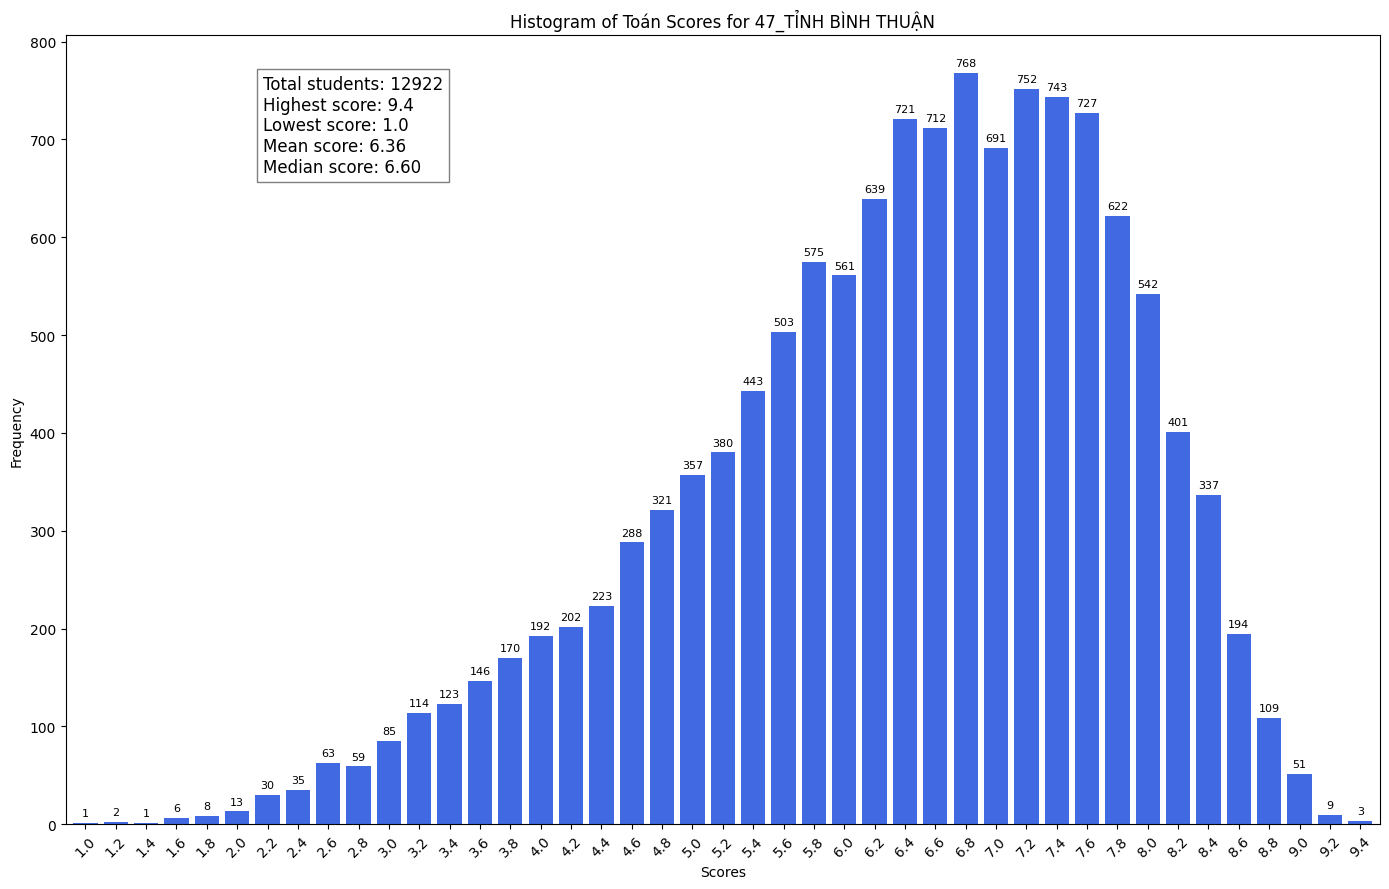 Histogram of Toán Scores for 47_TỈNH BÌNH THUẬN
Total students: 12922
Highest score: 9.4
Lowest score: 1.0
Mean score: 6.36
Median score: 6.60
Frequency
800
700
600
500
400
300
200
100
0
1 2 1 6 8 13 30 35 63 59 85 114 123 146 170 192 202 223 288 321 357 380 443 503 575 561 639 721 712 768 691 752 743 727 622 542 401 337 194 109 51 9 3
1.0 1.2 1.4 1.6 1.8 2.0 2.2 2.4 2.6 2.8 3.0 3.2 3.4 3.6 3.8 4.0 4.2 4.4 4.6 4.8 5.0 5.2 5.4 5.6 5.8 6.0 6.2 6.4 6.6 6.8 7.0 7.2 7.4 7.6 7.8 8.0 8.2 8.4 8.6 8.8 9.0 9.2 9.4
Scores